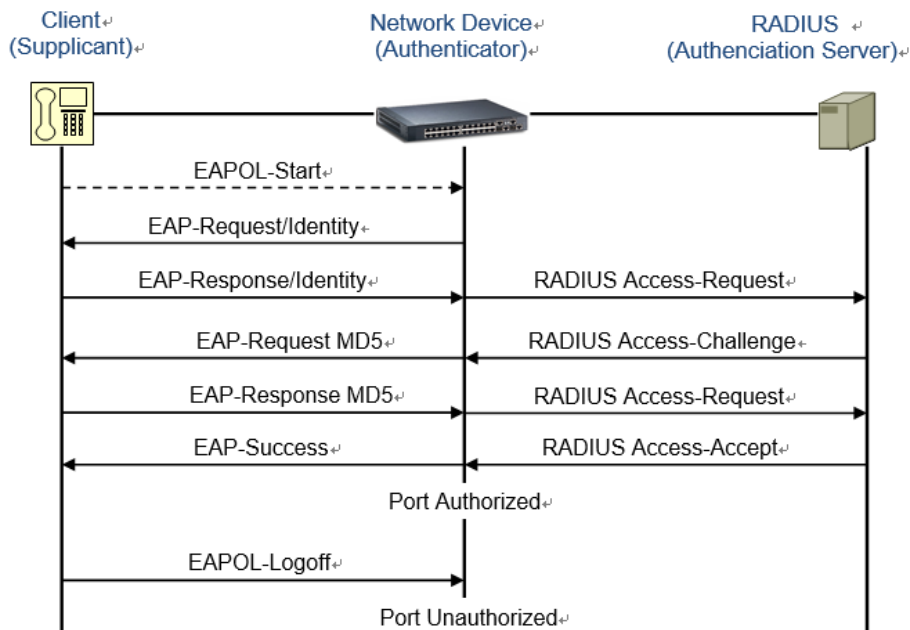 Client
(Supplicant)
Network Device
(Authenticator)
RADIUS
(Authenciation Server)
EAPOL-Start
EAP-Request/Identity
EAP-Response/Identity
RADIUS Access-Request
EAP-Request MD5
RADIUS Access-Challenge
EAP-Response MD5
RADIUS Access-Request
EAP-Success
RADIUS Access-Accept
Port Authorized
EAPOL-Logoff
Port Unauthorized